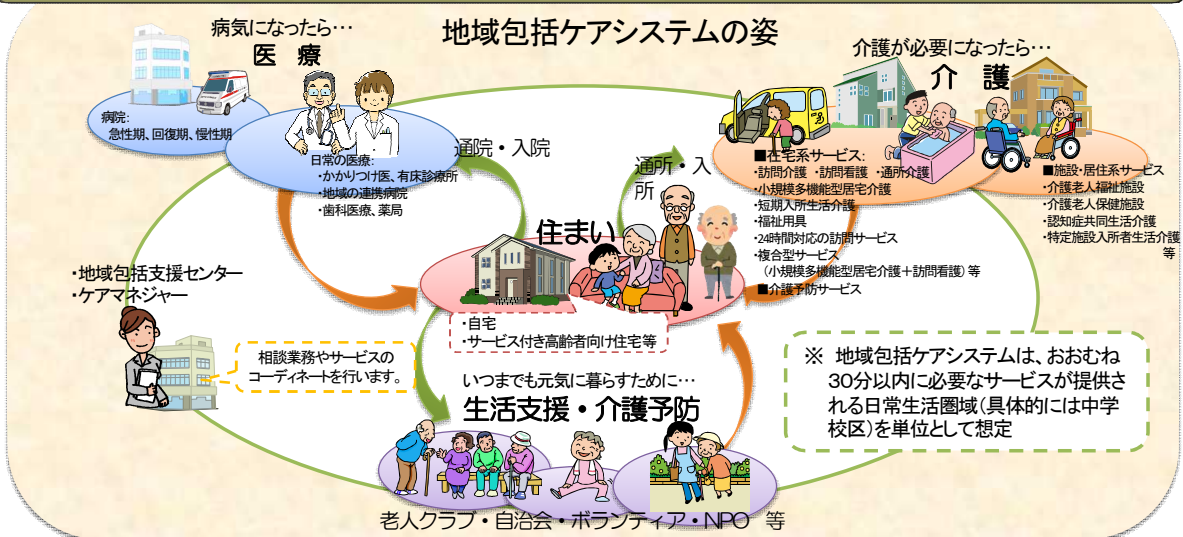 地域包括ケアシステムの姿
病気になったら…
医 療
病院:
急性期、回復期、慢性期
日常の医療:
・かかりつけ医、有床診療所
・地域の連携病院
・歯科医療、薬局
通院・入院
通所・入
所
介護が必要になったら…
介 護
■在宅系サービス:
・訪問介護 ・訪問看護 ・通所介護
・小規模多機能型居宅介護
・短期入所生活介護
・福祉用具
・24時間対応の訪問サービス
・複合型サービス
(小規模多機能型居宅介護+訪問看護)等
■介護予防サービス
■施設・居住系サービス
・介護老人福祉施設
・介護老人保健施設
・認知症共同生活介護
・特定施設入所者生活介護
等
住まい
・自宅
・サービス付き高齢者向け住宅等
・地域包括支援センター
・ケアマネジャー
相談業務やサービスの
コーディネートを行います。
いつまでも元気に暮らすために…
生活支援・介護予防
老人クラブ・自治会・ボランティア・NPO 等
※ 地域包括ケアシステムは、おおむね
30分以内に必要なサービスが提供さ
れる日常生活圏域(具体的には中学
校区)を単位として想定